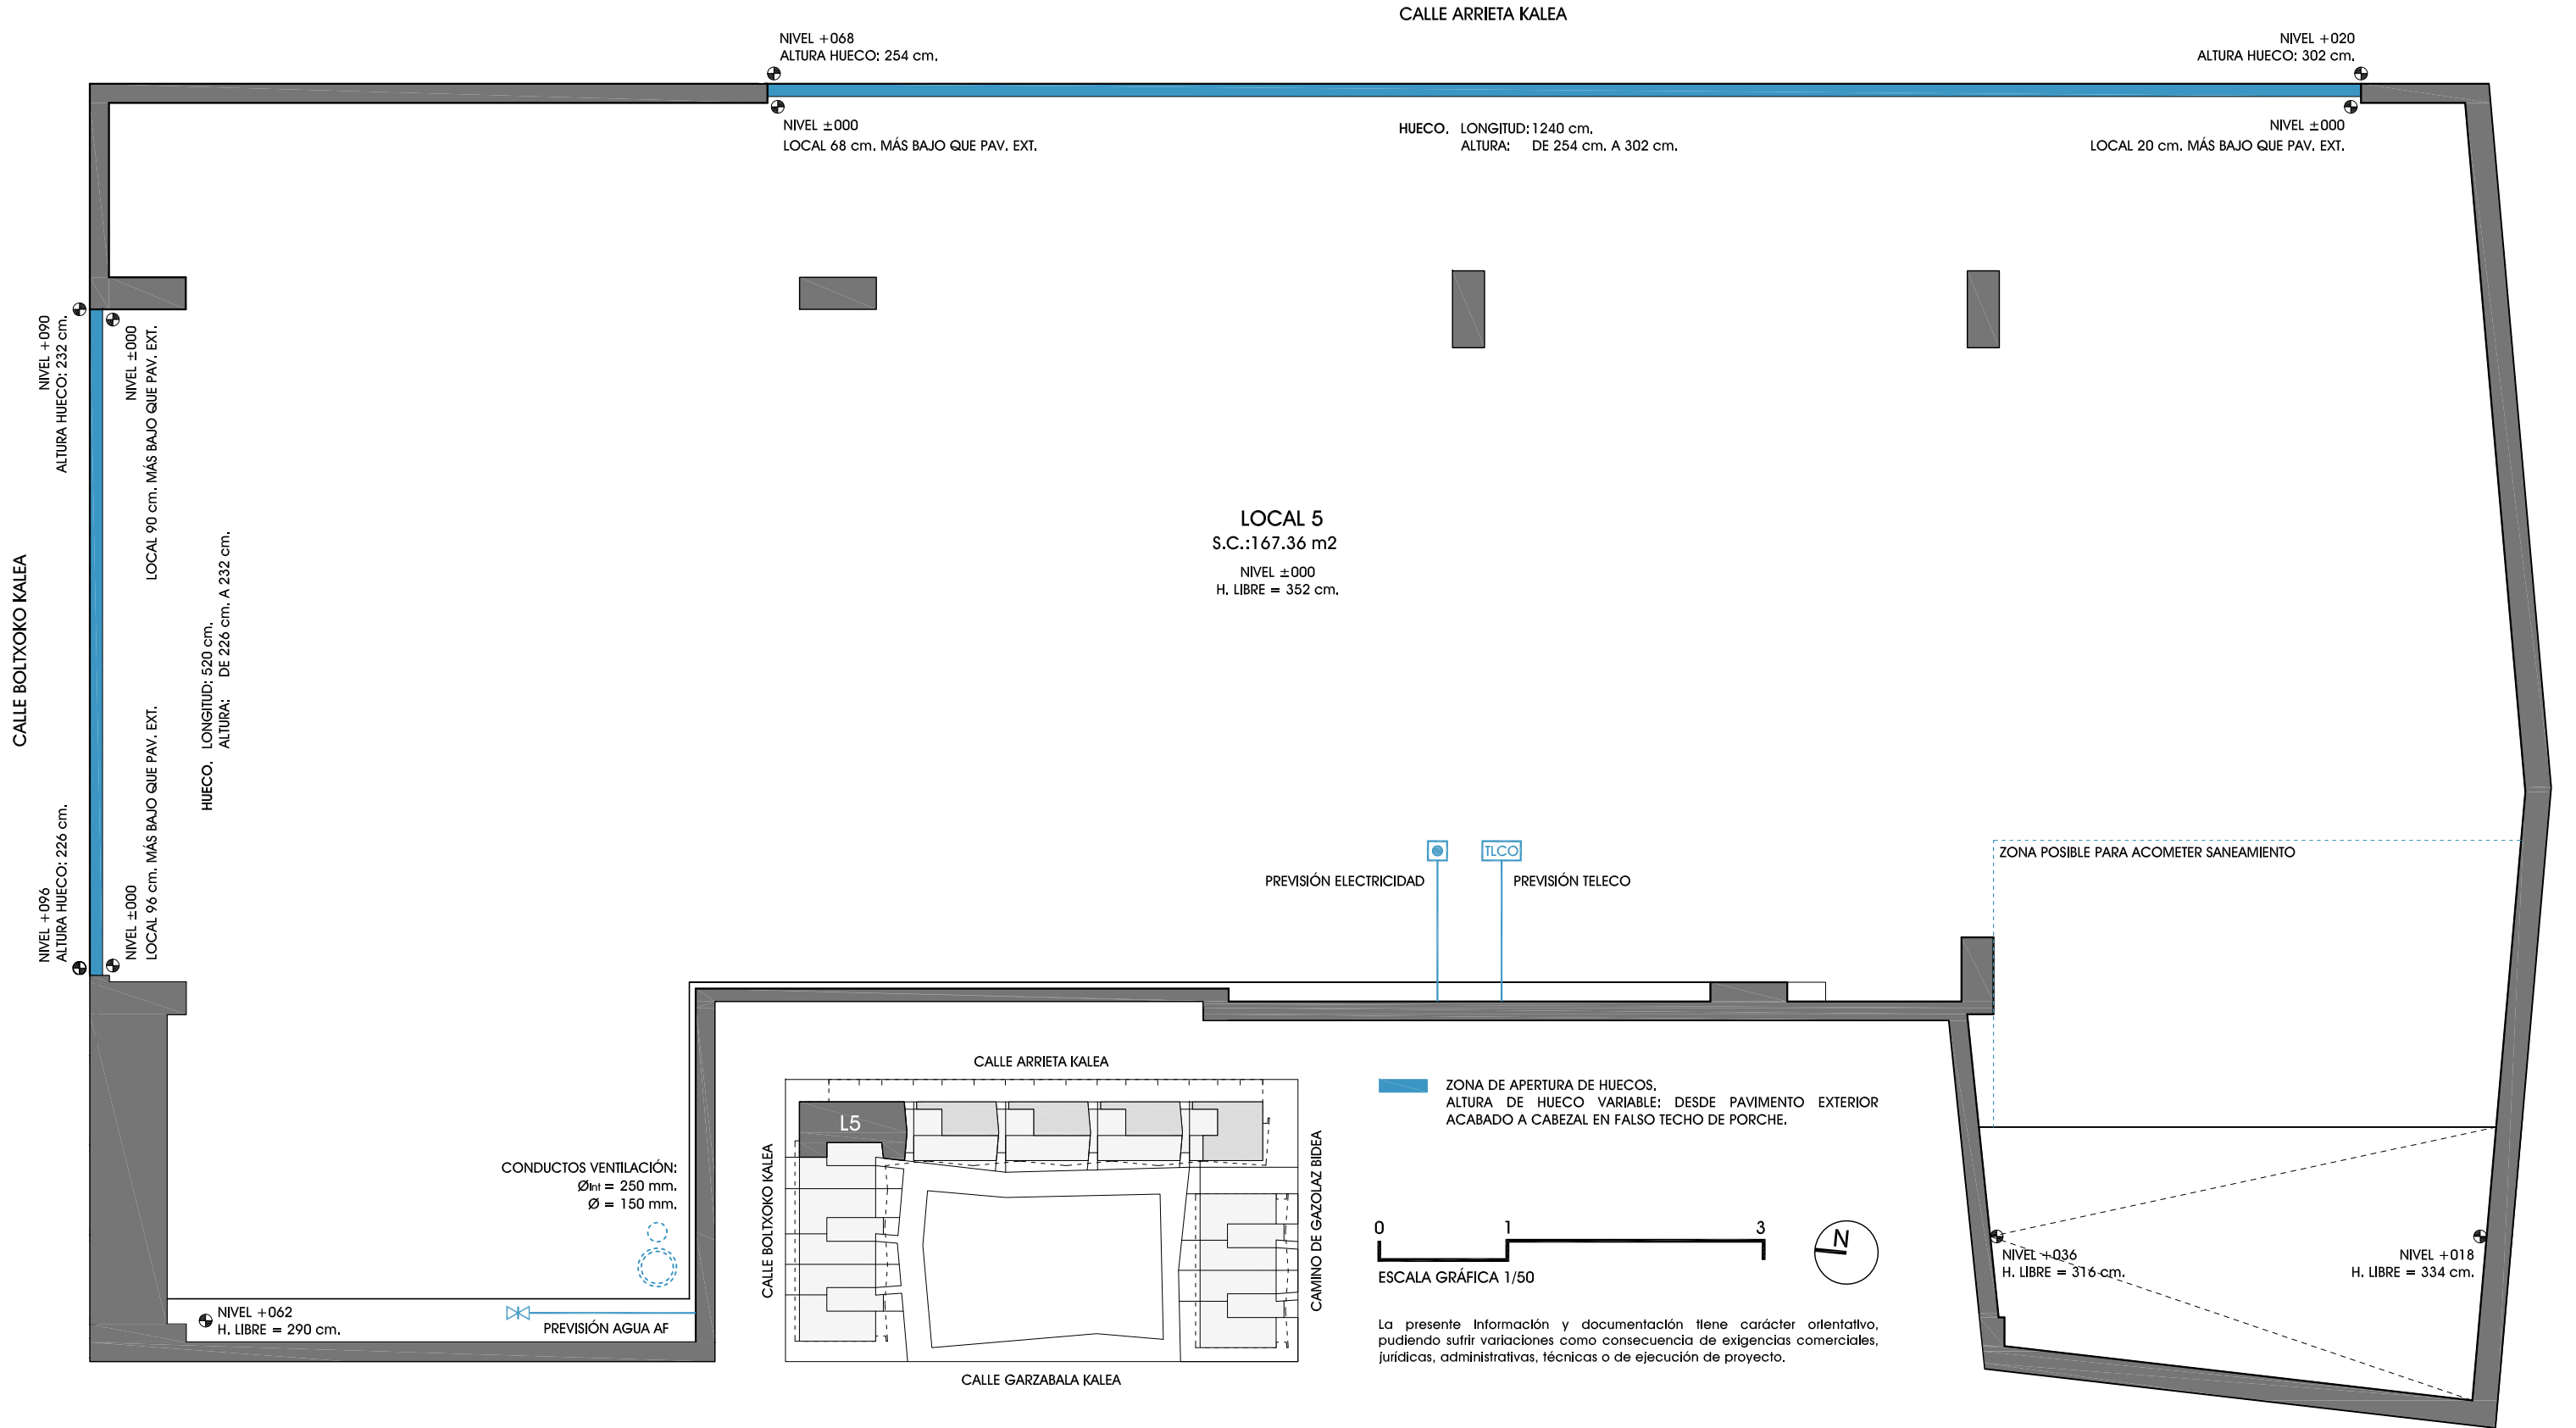 CALLE ARRIETA KALEA
NIVEL +068
ALTURA HUECO: 254 cm.
NIVEL +020
ALTURA HUECO: 302 cm.
NIVEL ±000
LOCAL 68 cm. MÁS BAJO QUE PAV. EXT.
HUECO. LONGITUD: 1240 cm.
ALTURA: DE 254 cm. A 302 cm.
NIVEL ±000
LOCAL 20 cm. MÁS BAJO QUE PAV. EXT.
CALLE BOLTXOKO KALEA
NIVEL +090
ALTURA HUECO: 232 cm.
NIVEL ±000
LOCAL 90 cm. MÁS BAJO QUE PAV. EXT.
HUECO. LONGITUD: 520 cm.
ALTURA: DE 226 cm. A 232 cm.
NIVEL +096
ALTURA HUECO: 226 cm.
NIVEL ±000
LOCAL 96 cm. MÁS BAJO QUE PAV. EXT.
LOCAL 5
S.C.:167.36 m2
NIVEL ±000
H. LIBRE = 352 cm.
TLCO
PREVISIÓN ELECTRICIDAD
PREVISIÓN TELECO
ZONA POSIBLE PARA ACOMETER SANEAMIENTO
CONDUCTOS VENTILACIÓN:
Øint = 250 mm.
Ø = 150 mm.
NIVEL +062
H. LIBRE = 290 cm.
PREVISIÓN AGUA AF
CALLE ARRIETA KALEA
L5
CALLE BOLTXOKO KALEA
CAMINO DE GAZOLAZ BIDEA
CALLE GARZABALA KALEA
ZONA DE APERTURA DE HUECOS.
ALTURA DE HUECO VARIABLE: DESDE PAVIMENTO EXTERIOR
ACABADO A CABEZAL EN FALSO TECHO DE PORCHE.
0 1 3
ESCALA GRÁFICA 1/50
N
La presente información y documentación tiene carácter orientativo,
pudiendo sufrir variaciones como consecuencia de exigencias comerciales,
jurídicas, administrativas, técnicas o de ejecución de proyecto.
NIVEL +036
H. LIBRE = 316 cm.
NIVEL +018
H. LIBRE = 334 cm.